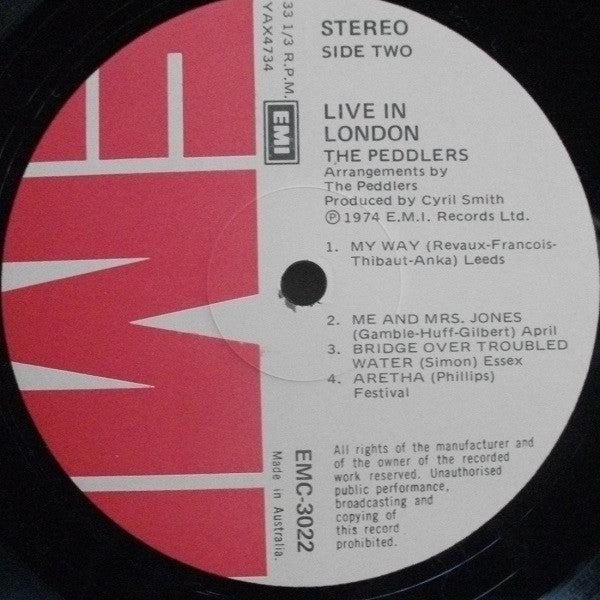 STEREO
SIDE TWO
33 1/3 R.P.M.
YAX4734
EMI
LIVE IN
LONDON
THE PEDDLERS
Arrangements by
The Peddlers
Produced by Cyril Smith
Ⓟ 1974 E.M.I. Records Ltd.
1. MY WAY (Revaux-Francois-
Thibaut-Anka) Leeds
2. ME AND MRS. JONES
(Gamble-Huff-Gilbert) April
3. BRIDGE OVER TROUBLED
WATER (Simon) Essex
4. ARETHA (Phillips)
Festival
EMC-3022
Made in Australia.
All rights of the manufacturer and
of the owner of the recorded
work reserved. Unauthorised
public performance,
broadcasting and
copying of
this record
prohibited.
EMI